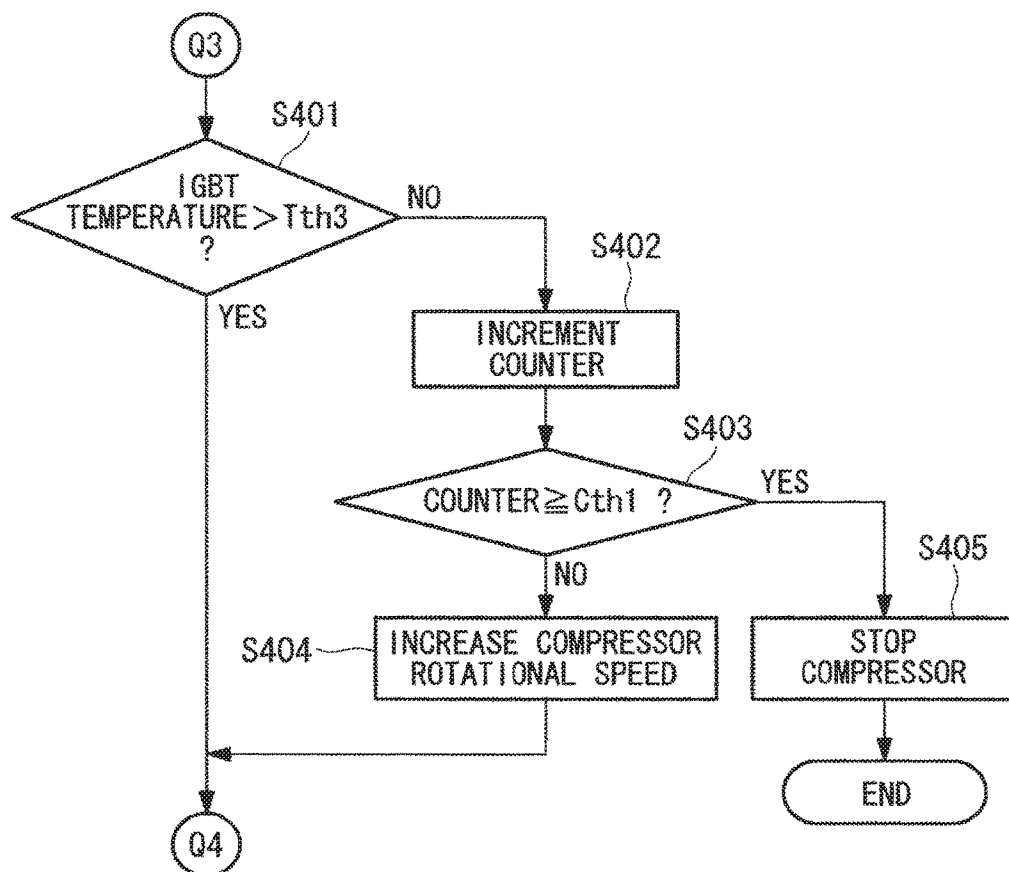 Q3
S401
IGBT
TEMPERATURE>Tth3
?
NO
YES
S402
INCREMENT
COUNTER
S403
COUNTER≧Cth1 ?
YES
NO
S405
S404
INCREASE COMPRESSOR
ROTATIONAL SPEED
STOP
COMPRESSOR
END
Q4